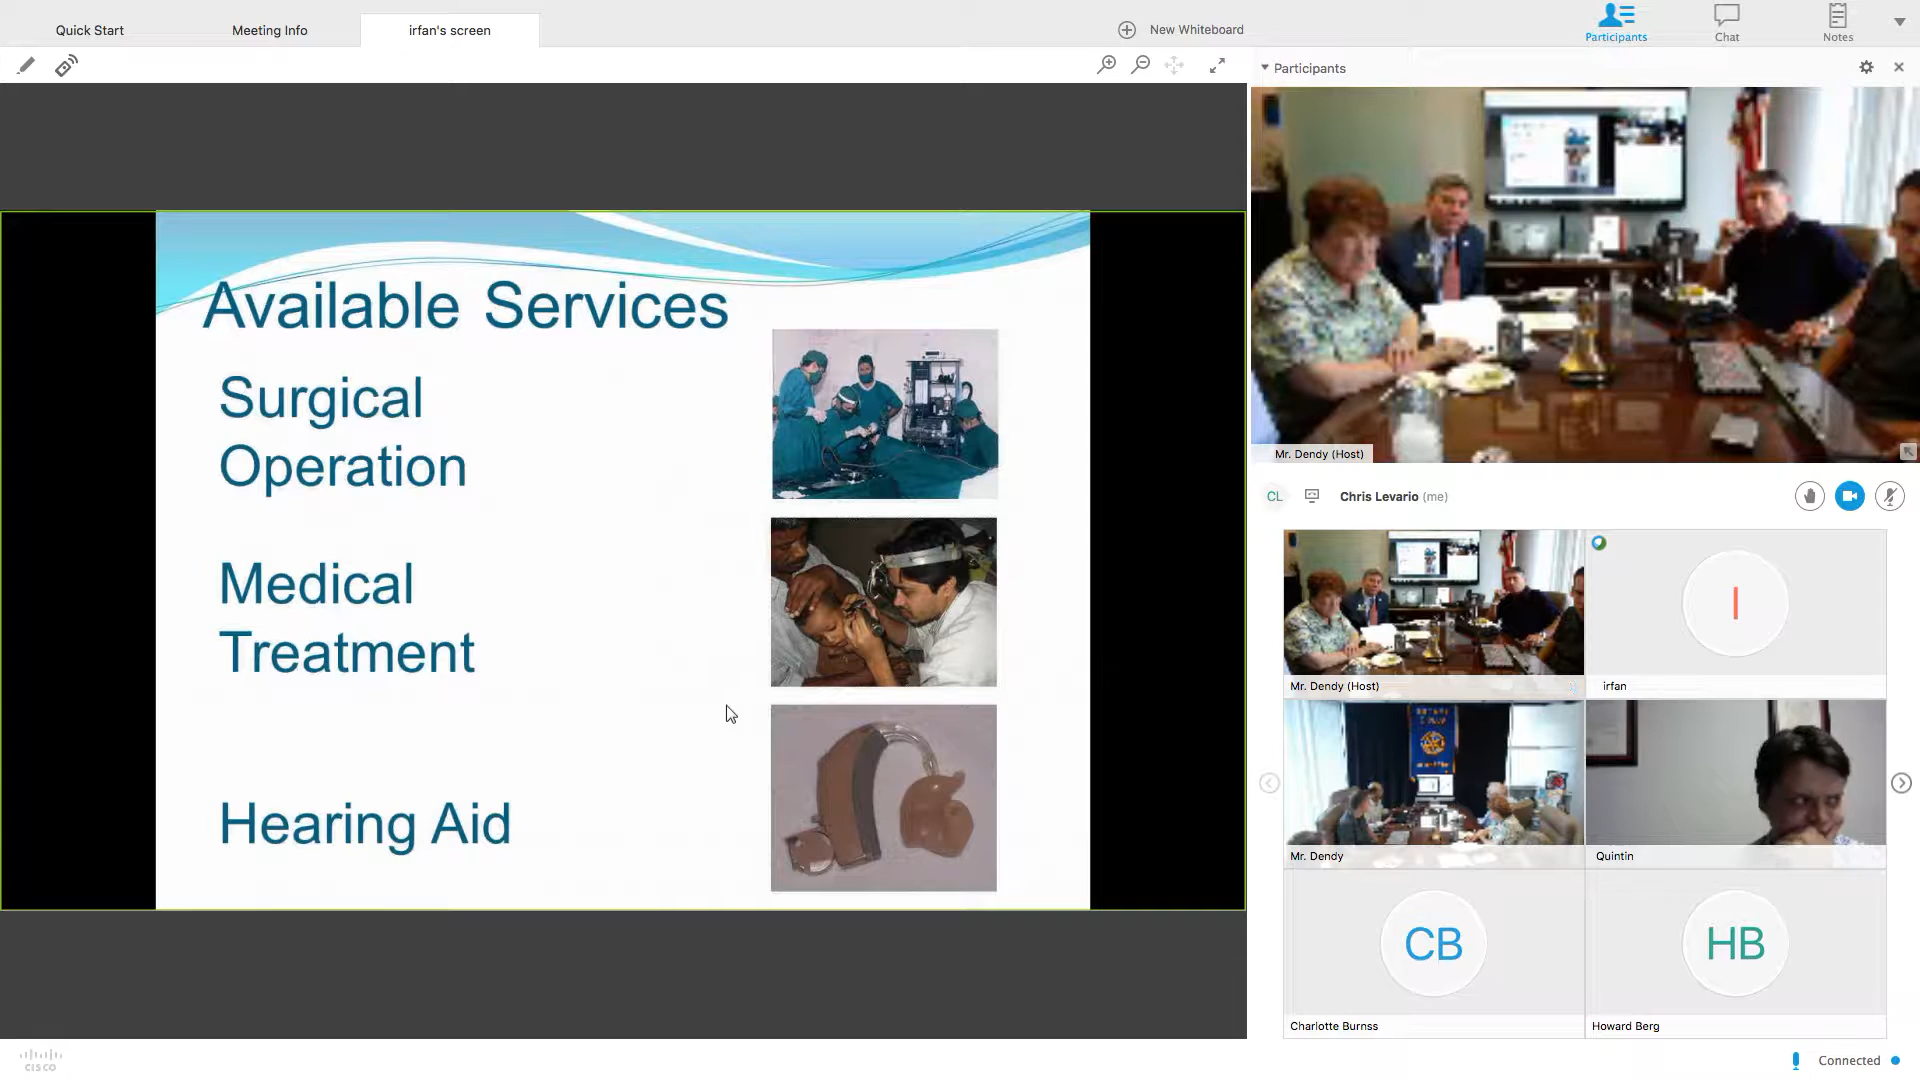 Quick Start
Meeting Info
irfan's screen
New Whiteboard
Participants
Chat
Notes
Participants
Available Services
Surgical
Operation
Medical
Treatment
Hearing Aid
Mr. Dendy (Host)
CL
Chris Levario (me)
Mr. Dendy (Host)
I
irfan
Mr. Dendy
Quintin
CB
Charlotte Burnss
HB
Howard Berg
CISCO
Connected